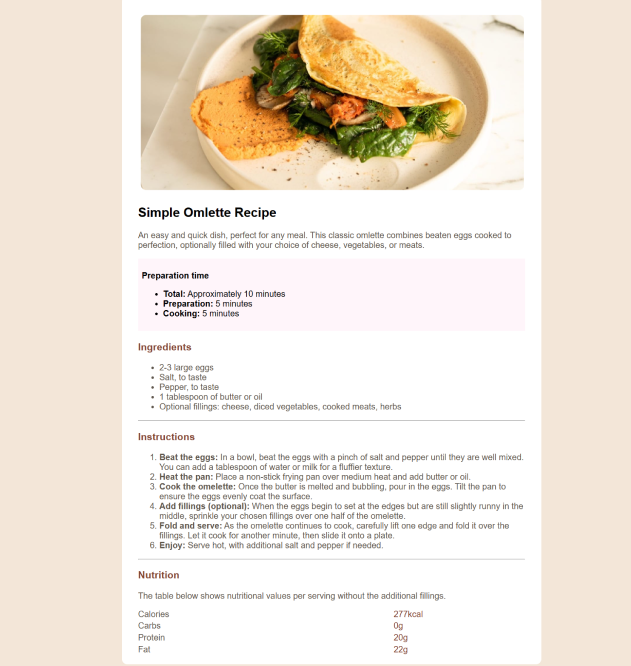 Simple Omlette Recipe
An easy and quick dish, perfect for any meal. This classic omlette combines beaten eggs cooked to
perfection, optionally filled with your choice of cheese, vegetables, or meats.
Preparation time
• Total: Approximately 10 minutes
• Preparation: 5 minutes
• Cooking: 5 minutes
Ingredients
• 2-3 large eggs
• Salt, to taste
• Pepper, to taste
• 1 tablespoon of butter or oil
• Optional fillings: cheese, diced vegetables, cooked meats, herbs
Instructions
1. Beat the eggs: In a bowl, beat the eggs with a pinch of salt and pepper until they are well mixed.
You can add a tablespoon of water or milk for a fluffier texture.
2. Heat the pan: Place a non-stick frying pan over medium heat and add butter or oil.
3. Cook the omelette: Once the butter is melted and bubbling, pour in the eggs. Tilt the pan to
ensure the eggs evenly coat the surface.
4. Add fillings (optional): When the eggs begin to set at the edges but are still slightly runny in the
middle, sprinkle your chosen fillings over one half of the omelette.
5. Fold and serve: As the omelette continues to cook, carefully lift one edge and fold it over the
fillings. Let it cook for another minute, then slide it onto a plate.
6. Enjoy: Serve hot, with additional salt and pepper if needed.
Nutrition
The table below shows nutritional values per serving without the additional fillings.
Calories 277kcal
Carbs 0g
Protein 20g
Fat 22g